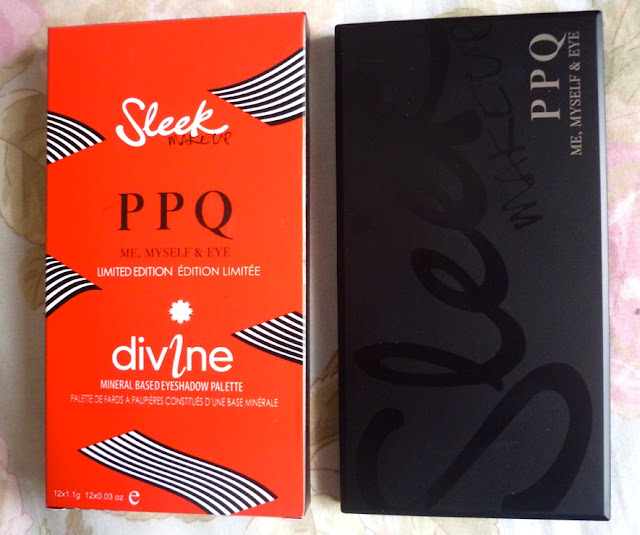 Sleek
MAKEUP
PPQ
ME, MYSELF & EYE
LIMITED EDITION ÉDITION LIMITÉE
divine
MINERAL BASED EYESHADOW PALETTE
PALETTE DE FARDS À PAUPIÈRES CONSTITUÉS D'UNE BASE MINÉRALE
12x1.1g 12x0.03 oz e
Sleek
MAKEUP
PPQ
ME, MYSELF & EYE